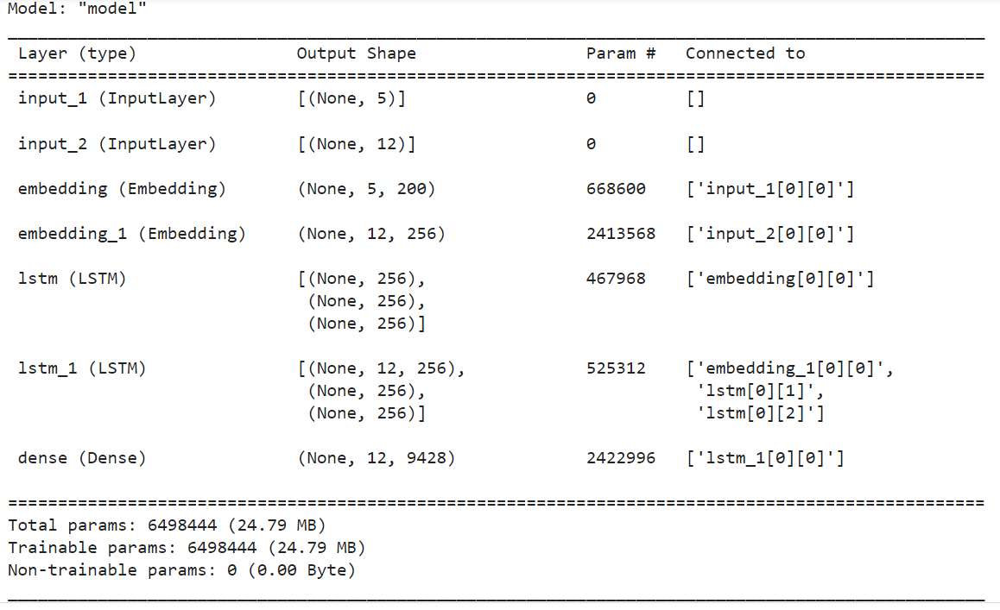 Model: "model"
Layer (type) Output Shape Param # Connected to
input_1 (InputLayer) [(None, 5)] 0 []
input_2 (InputLayer) [(None, 12)] 0 []
embedding (Embedding) (None, 5, 200) 668600 ['input_1[0][0]']
embedding_1 (Embedding) (None, 12, 256) 2413568 ['input_2[0][0]']
lstm (LSTM) [(None, 256), 467968 ['embedding[0][0]']
(None, 256),
(None, 256)]
lstm_1 (LSTM) [(None, 12, 256), 525312 ['embedding_1[0][0]',
(None, 256), 'lstm[0][1]',
(None, 256)] 'lstm[0][2]']
dense (Dense) (None, 12, 9428) 2422996 ['lstm_1[0][0]']
Total params: 6498444 (24.79 MB)
Trainable params: 6498444 (24.79 MB)
Non-trainable params: 0 (0.00 Byte)